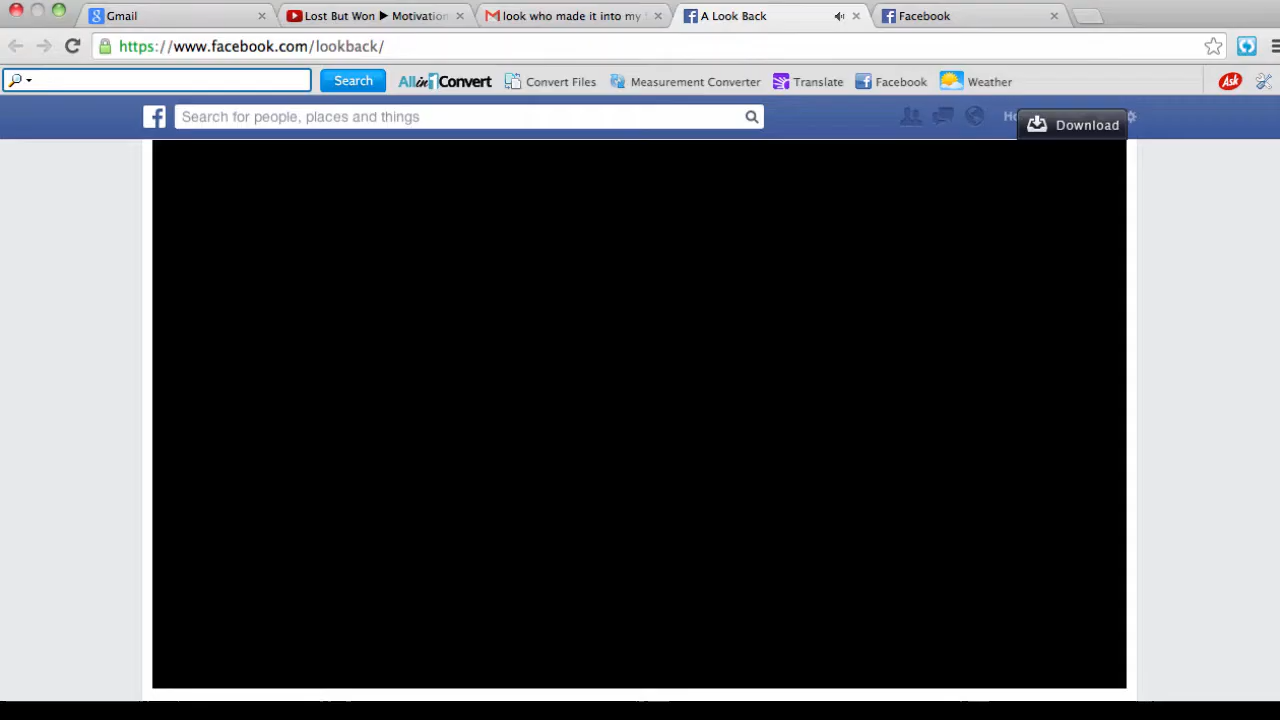 Gmail
Lost But Won ▶ Motivation
look who made it into my
A Look Back
Facebook
https://www.facebook.com/lookback/
Search
All in 1 Convert
Convert Files
Measurement Converter
Translate
Facebook
Weather
Ask
Search for people, places and things
Ho
Download